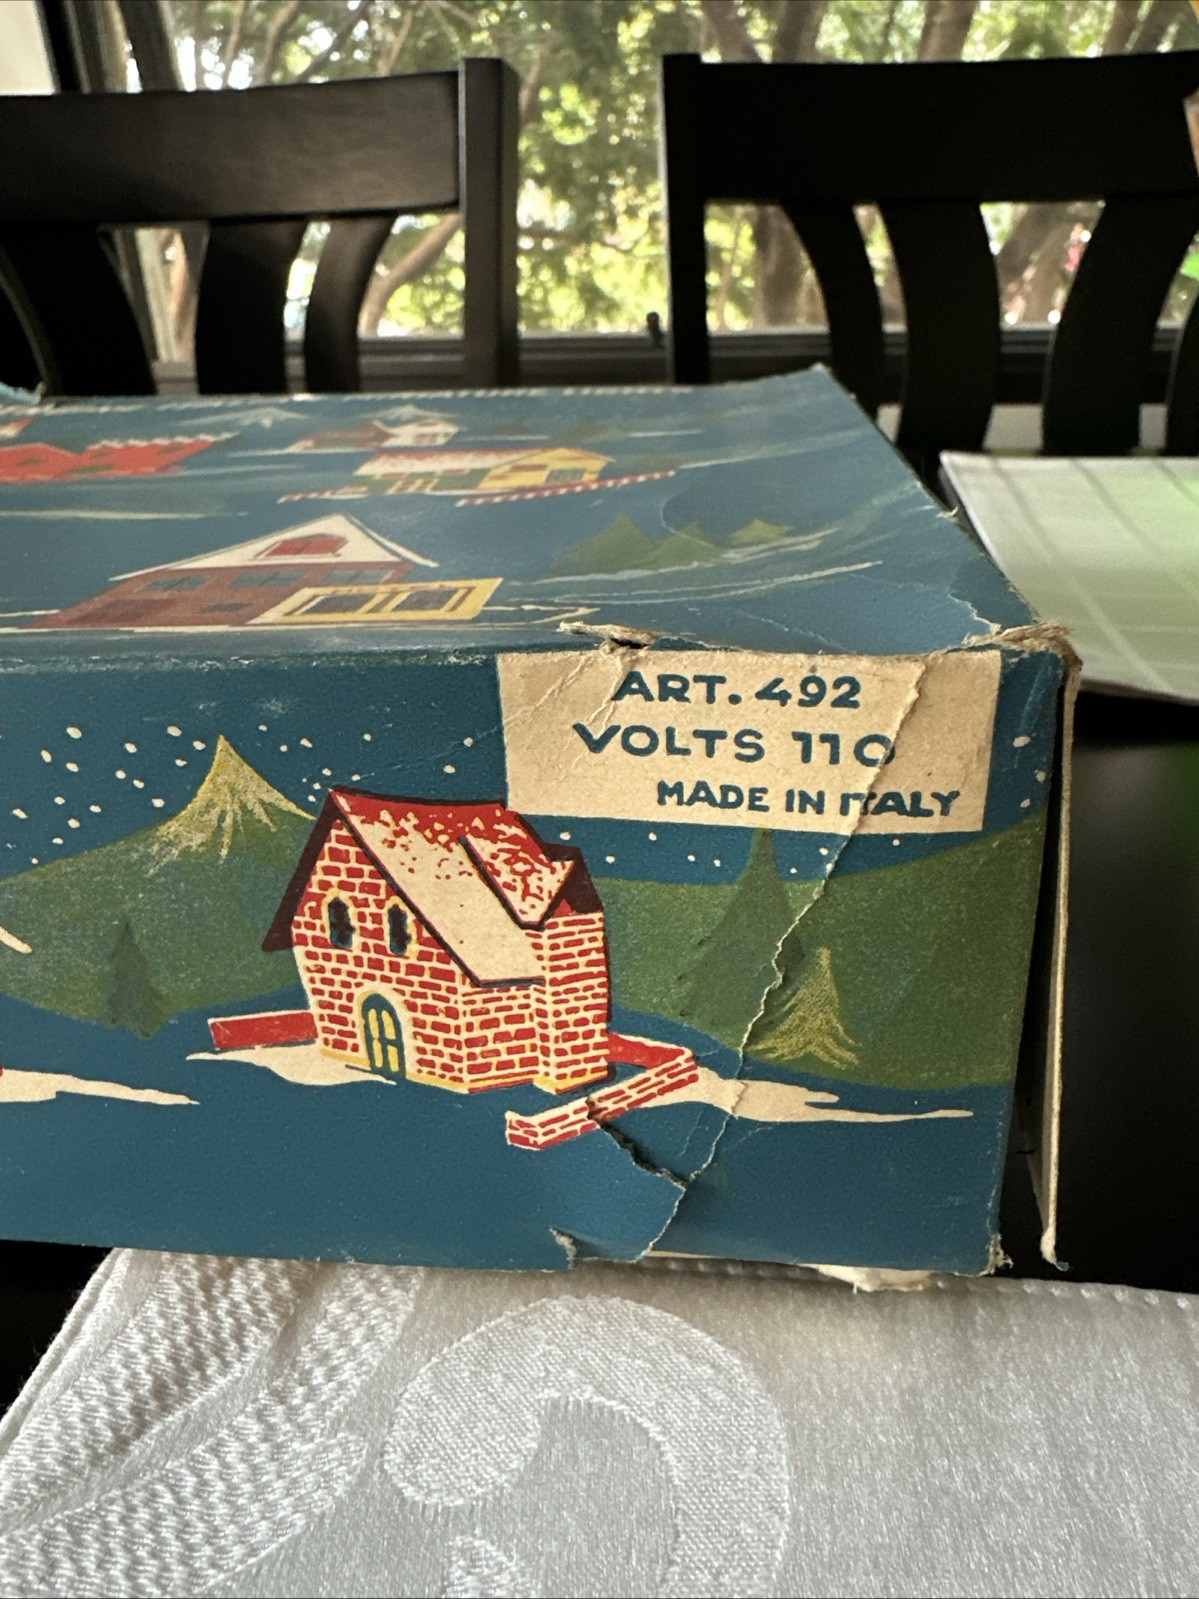 ART. 492
VOLTS 110
MADE IN ITALY